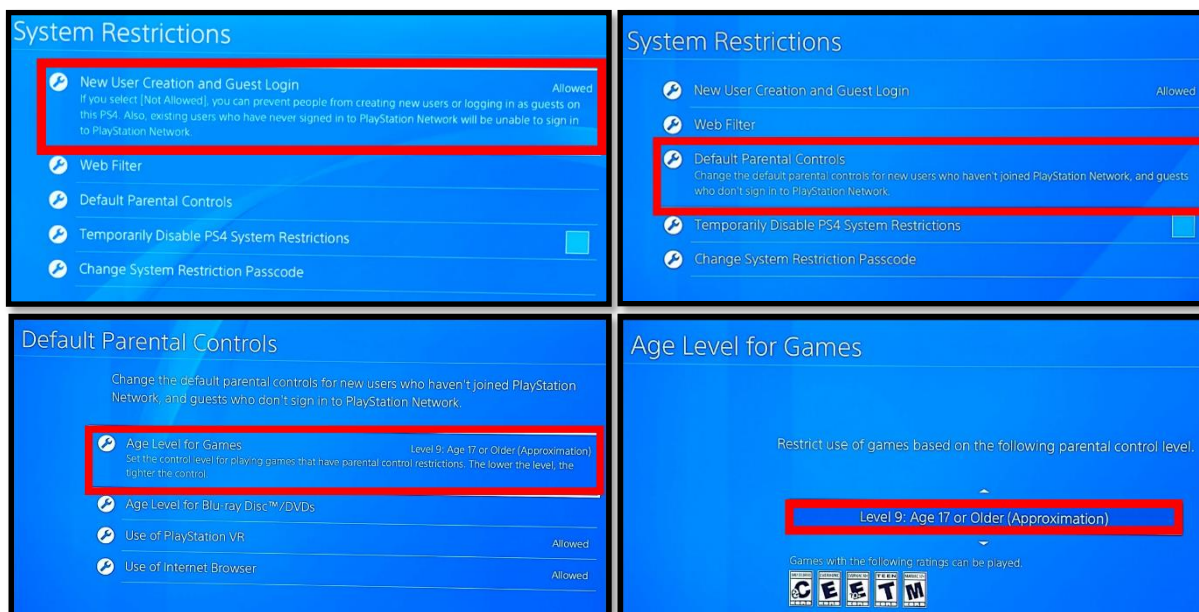 System Restrictions
New User Creation and Guest Login Allowed
If you select [Not Allowed], you can prevent people from creating new users or logging in as guests on
this PS4. Also, existing users who have never signed in to PlayStation Network will be unable to sign in
to PlayStation Network.
Web Filter
Default Parental Controls
Temporarily Disable PS4 System Restrictions
Change System Restriction Passcode
System Restrictions
New User Creation and Guest Login Allowed
Web Filter
Default Parental Controls
Change the default parental controls for new users who haven't joined PlayStation Network, and guests
who don't sign in to PlayStation Network.
Temporarily Disable PS4 System Restrictions
Change System Restriction Passcode
Default Parental Controls
Change the default parental controls for new users who haven't joined PlayStation
Network, and guests who don't sign in to PlayStation Network.
Age Level for Games Level 9: Age 17 or Older (Approximation)
Set the control level for playing games that have parental control restrictions. The lower the level, the
tighter the control.
Age Level for Blu-ray Disc™/DVDs
Use of PlayStation VR Allowed
Use of Internet Browser Allowed
Age Level for Games
Restrict use of games based on the following parental control level.
Level 9: Age 17 or Older (Approximation)
Games with the following ratings can be played.
C E E T M